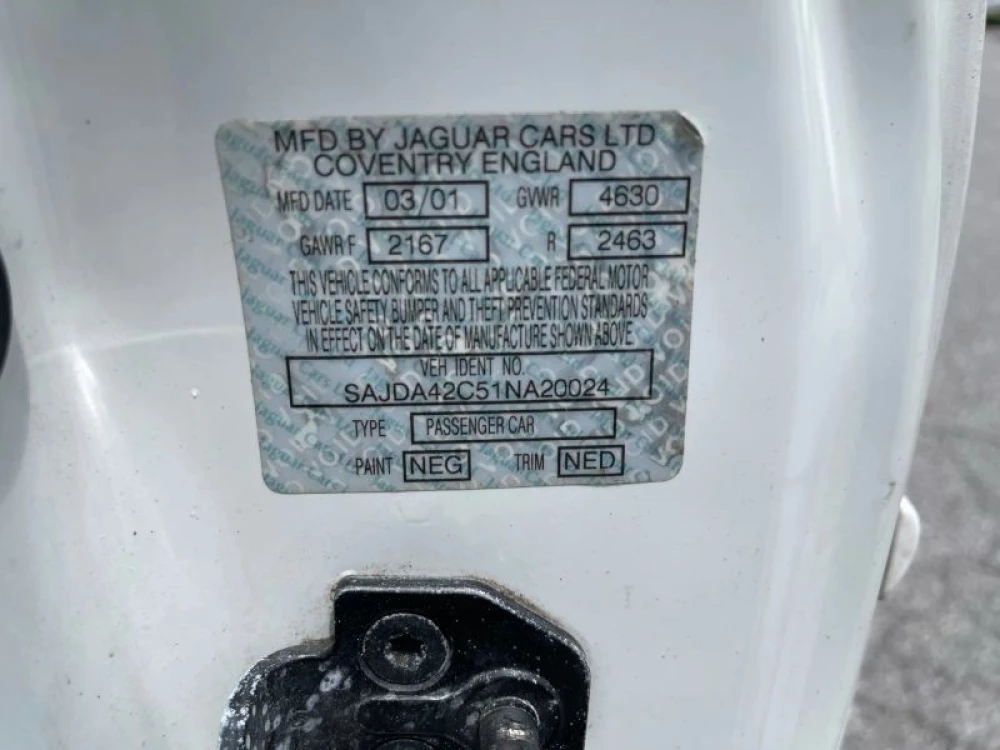 MFD BY JAGUAR CARS LTD
COVENTRY ENGLAND
MFD DATE 03/01 GVWR 4630
GAWR F 2167 R 2463
THIS VEHICLE CONFORMS TO ALL APPLICABLE FEDERAL MOTOR
VEHICLE SAFETY BUMPER AND THEFT PREVENTION STANDARDS
IN EFFECT ON THE DATE OF MANUFACTURE SHOWN ABOVE
VEH IDENT NO.
SAJDA42C51NA20024
TYPE PASSENGER CAR
PAINT NEG TRIM NED